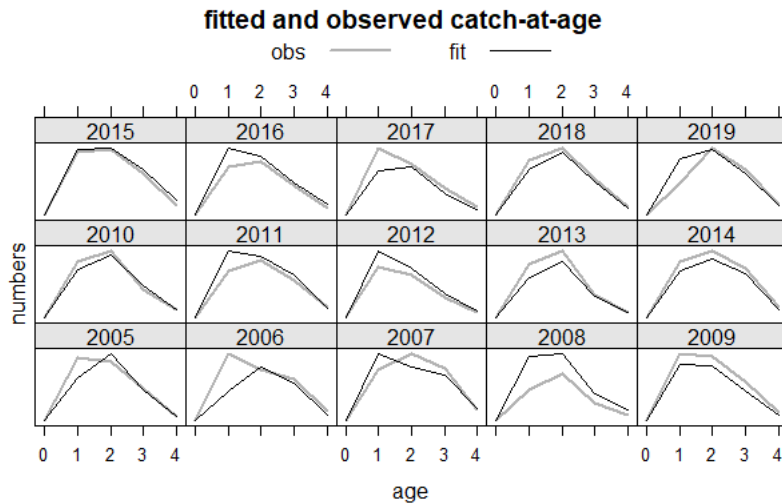 fitted and observed catch-at-age
obs fit
0 1 2 3 4 0 1 2 3 4
2015 2016 2017 2018 2019
2010 2011 2012 2013 2014
numbers
2005 2006 2007 2008 2009
0 1 2 3 4 0 1 2 3 4 0 1 2 3 4
age